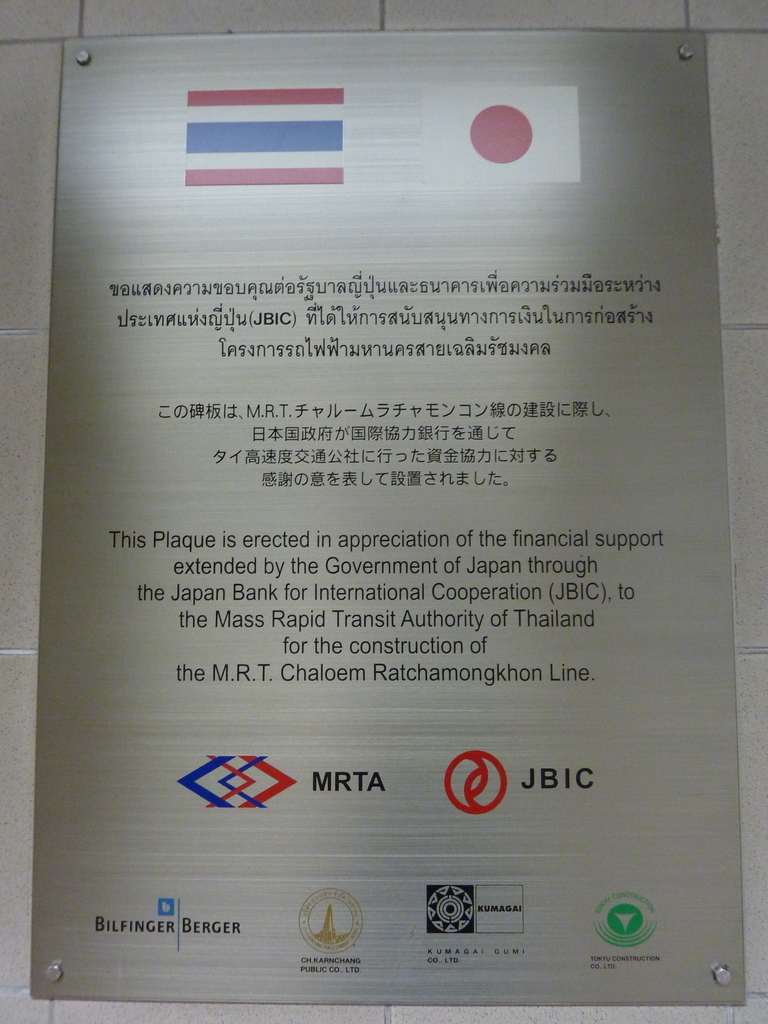 ขอแสดงความขอบคุณต่อรัฐบาลญี่ปุ่นและธนาคารเพื่อความร่วมมือระหว่าง
ประเทศแห่งญี่ปุ่น(JBIC) ที่ได้ให้การสนับสนุนทางการเงินในการก่อสร้าง
โครงการรถไฟฟ้ามหานครสายเฉลิมรัชมงคล
この碑板は、M.R.T.チャルームラチャモンコン線の建設に際し、
日本国政府が国際協力銀行を通じて
タイ高速度交通公社に行った資金協力に対する
感謝の意を表して設置されました。
This Plaque is erected in appreciation of the financial support
extended by the Government of Japan through
the Japan Bank for International Cooperation (JBIC), to
the Mass Rapid Transit Authority of Thailand
for the construction of
the M.R.T. Chaloem Ratchamongkhon Line.
MRTA JBIC
BILFINGER BERGER
CH.KARNCHANG
PUBLIC CO., LTD.
KUMAGAI
KUMAGAI GUMI
CO., LTD.
TOKYU CONSTRUCTION
TOKYU CONSTRUCTION
CO., LTD.